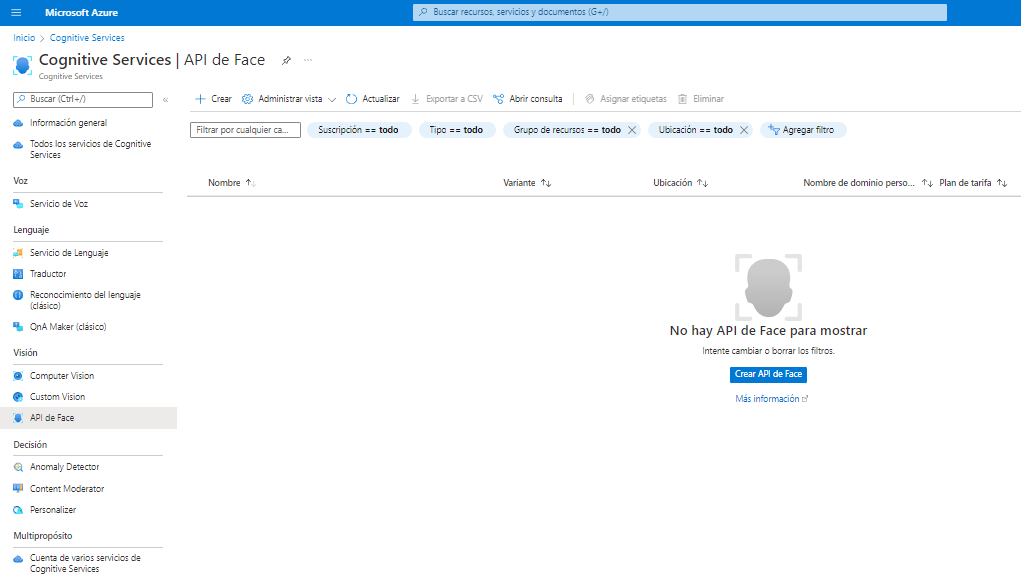 Microsoft Azure
Buscar recursos, servicios y documentos (G+/)
Inicio > Cognitive Services
Cognitive Services | API de Face
Cognitive Services
Buscar (Ctrl+/)
«
Información general
Todos los servicios de Cognitive
Services
Voz
Servicio de Voz
Lenguaje
Servicio de Lenguaje
Traductor
Reconocimiento del lenguaje
(clásico)
QnA Maker (clásico)
Visión
Computer Vision
Custom Vision
API de Face
Decisión
Anomaly Detector
Content Moderator
Personalizer
Multipropósito
Cuenta de varios servicios de
Cognitive Services
Crear Administrar vista Actualizar Exportar a CSV Abrir consulta Asignar etiquetas Eliminar
Filtrar por cualquier ca... Suscripción == todo Tipo == todo Grupo de recursos == todo Ubicación == todo Agregar filtro
Nombre Variante Ubicación Nombre de dominio perso... Plan de tarifa
No hay API de Face para mostrar
Intente cambiar o borrar los filtros.
Crear API de Face
Más información